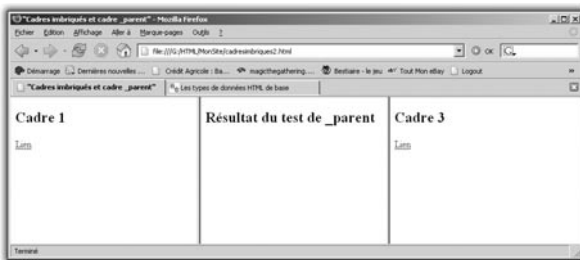 "Cadres imbriqués et cadre _parent" - Mozilla Firefox
Fichier Edition Affichage Aller à Marque-pages Outils ?
file:///G:/HTML/MonSite/cadresimbriques2.html OK
Démarrage Dernières nouvelles ... Crédit Agricole : Ba... magicthegathering.... Bestiaire - le jeu Tout Mon eBay Logout
"Cadres imbriqués et cadre _parent" Les types de données HTML de base
Cadre 1 Résultat du test de _parent Cadre 3
Lien Lien
Terminé